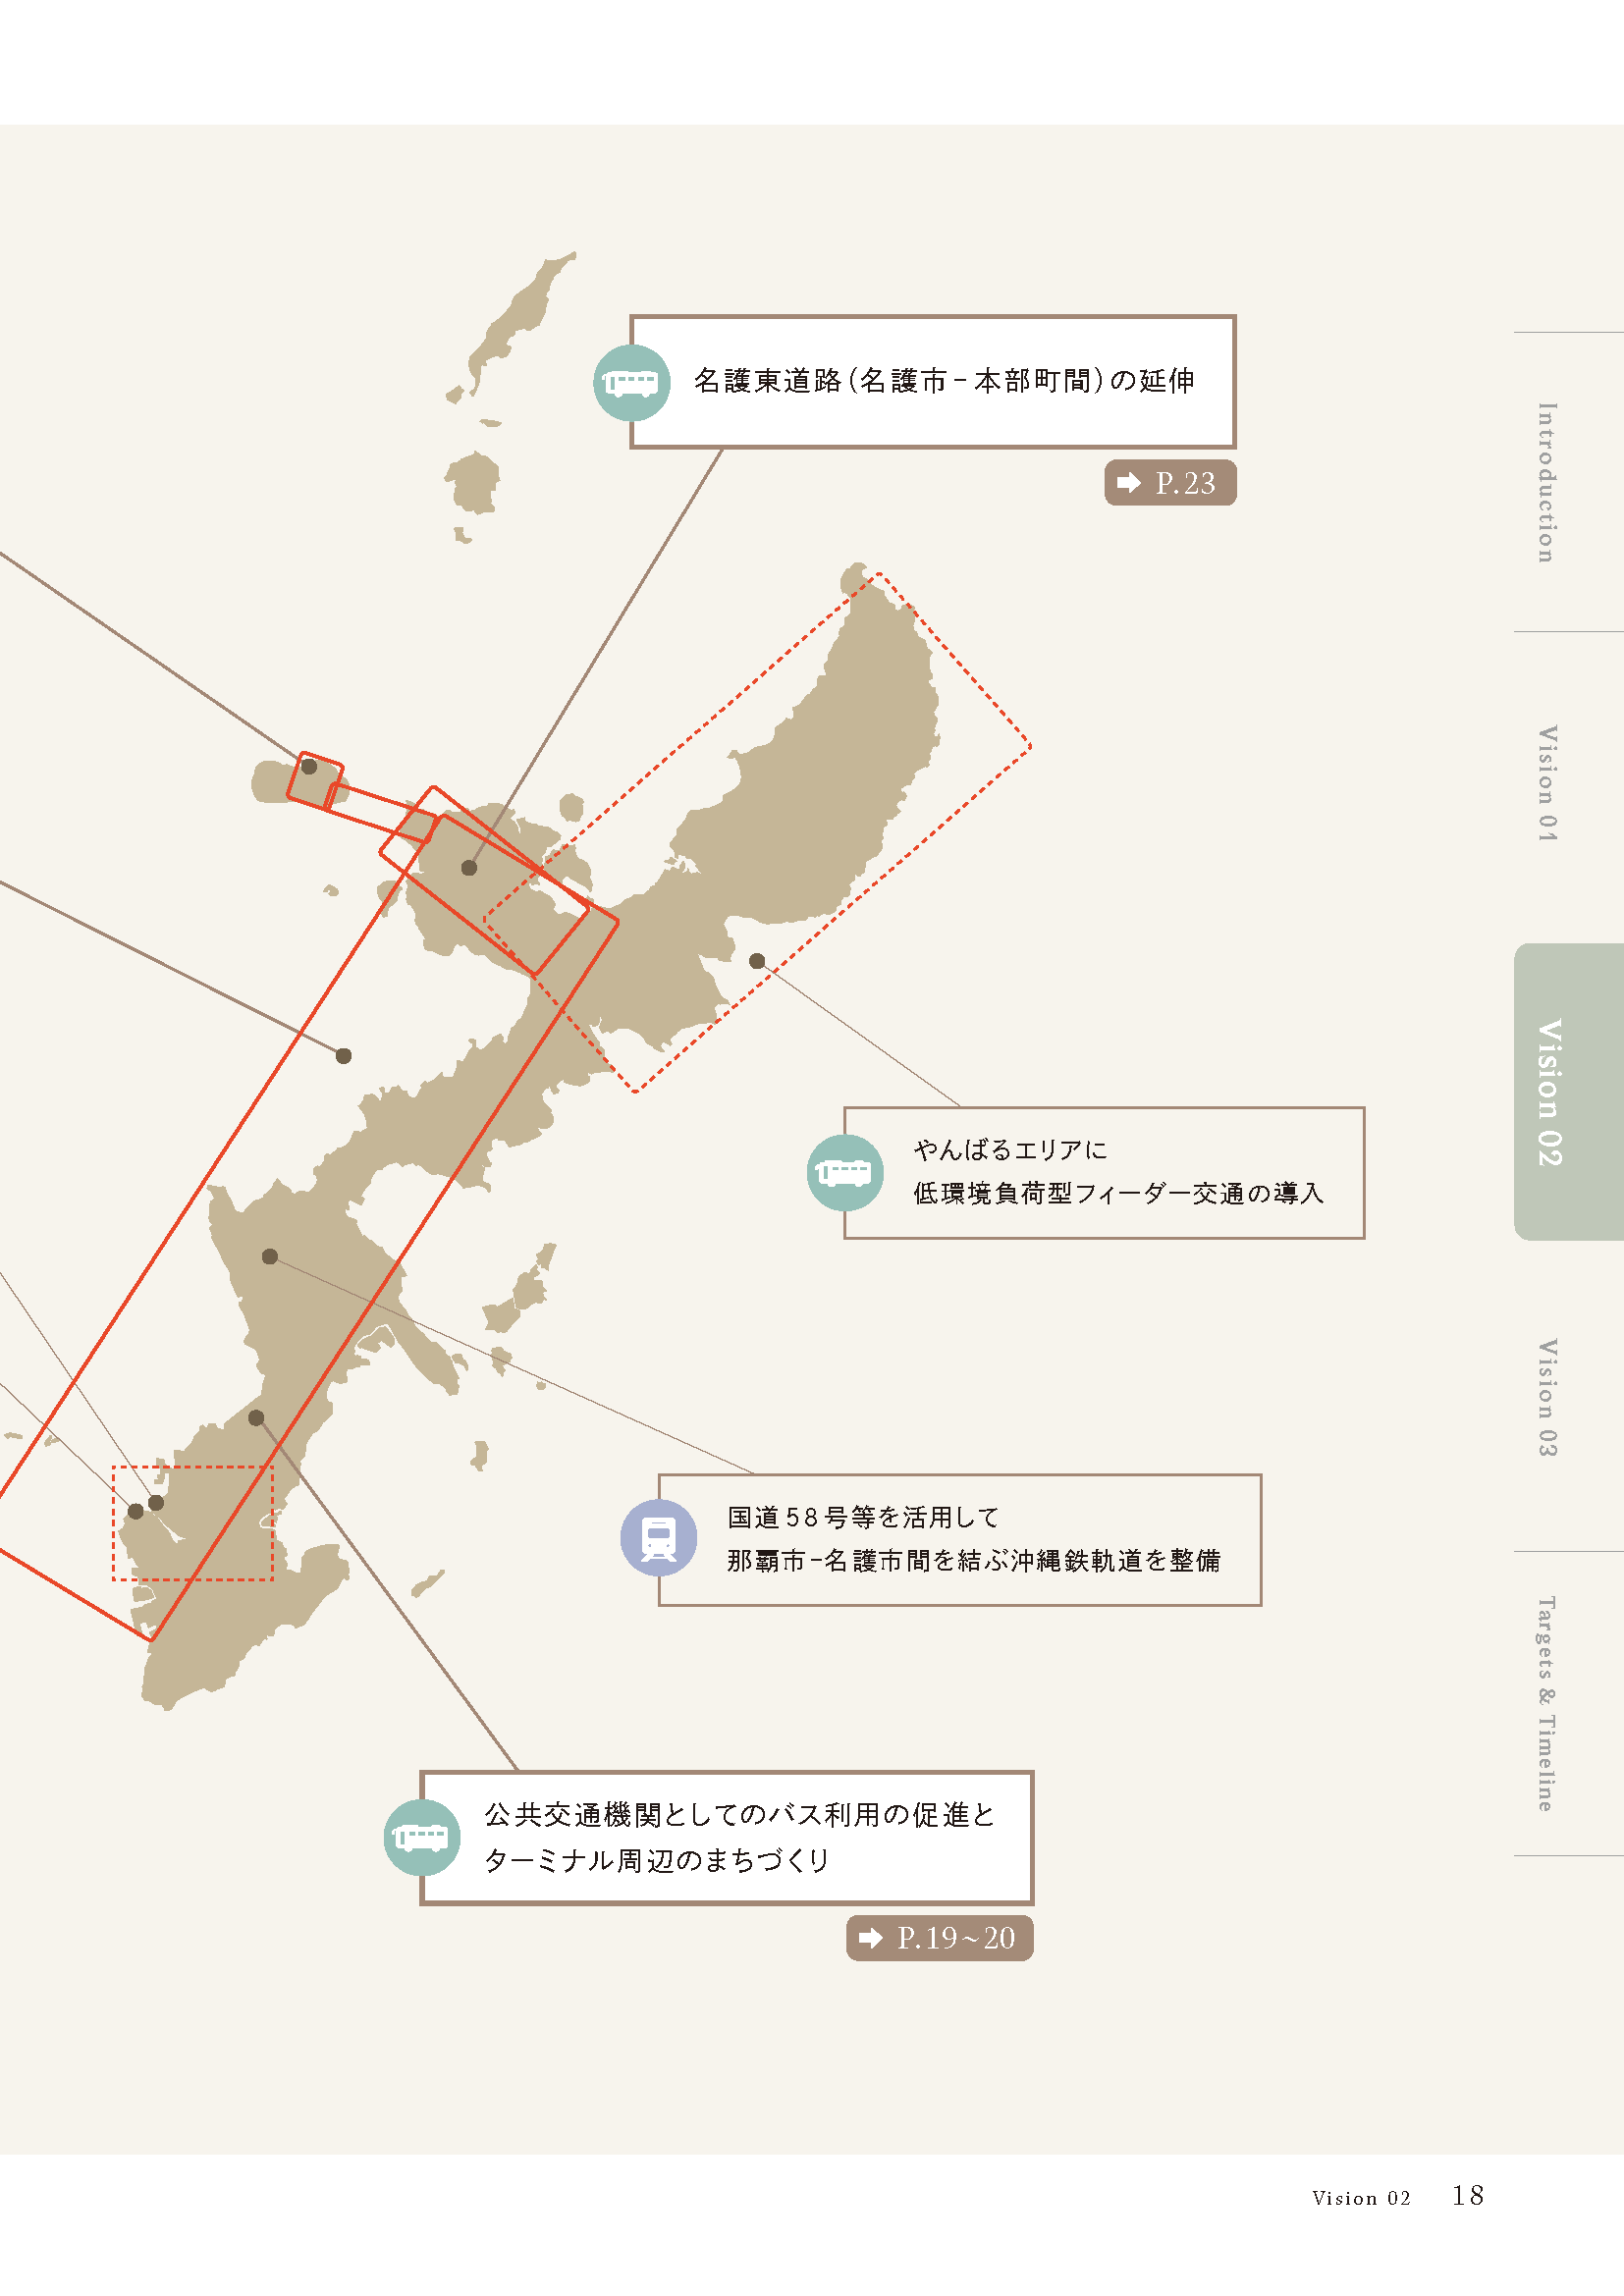 名護東道路(名護市-本部町間)の延伸
P.23
やんばるエリアに
低環境負荷型フィーダー交通の導入
国道58号等を活用して
那覇市-名護市間を結ぶ沖縄鉄軌道を整備
公共交通機関としてのバス利用の促進と
ターミナル周辺のまちづくり
P.19~20
Introduction
Vision 01
Vision 02
Vision 03
Targets & Timeline
Vision 02 18